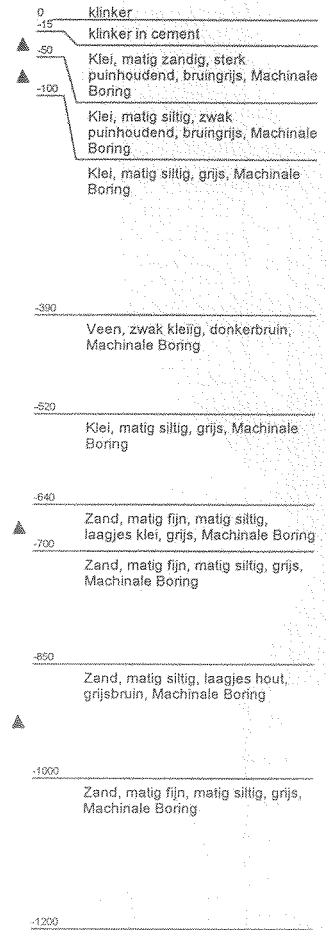 0
klinker
-15
klinker in cement
-50
Klei, matig zandig, sterk
puinhoudend, bruingrijs, Machinale
Boring
-100
Klei, matig siltig, zwak
puinhoudend, bruingrijs, Machinale
Boring
Klei, matig siltig, grijs, Machinale
Boring
-390
Veen, zwak kleiïg, donkerbruin,
Machinale Boring
-520
Klei, matig siltig, grijs, Machinale
Boring
-640
Zand, matig fijn, matig siltig,
laagjes klei, grijs, Machinale Boring
-700
Zand, matig fijn, matig siltig, grijs,
Machinale Boring
-850
Zand, matig siltig, laagjes hout,
grijsbruin, Machinale Boring
-1000
Zand, matig fijn, matig siltig, grijs,
Machinale Boring
-1200